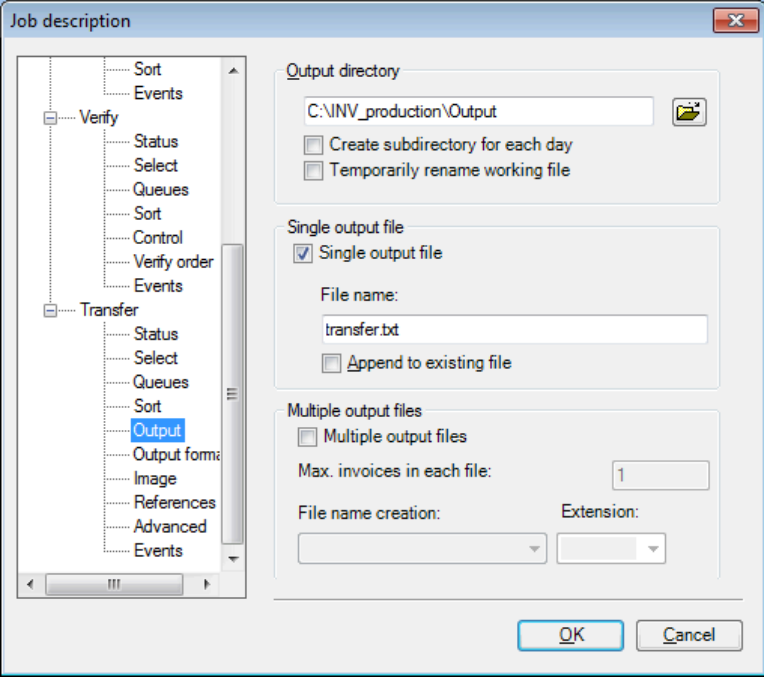 Job description
Sort
Events
Verify
Status
Select
Queues
Sort
Control
Verify order
Events
Transfer
Status
Select
Queues
Sort
Output
Output forma
Image
References
Advanced
Events
Output directory
C:\INV_production\Output
Create subdirectory for each day
Temporarily rename working file
Single output file
Single output file
File name:
transfer.txt
Append to existing file
Multiple output files
Multiple output files
Max. invoices in each file:
1
File name creation:
Extension:
OK
Cancel